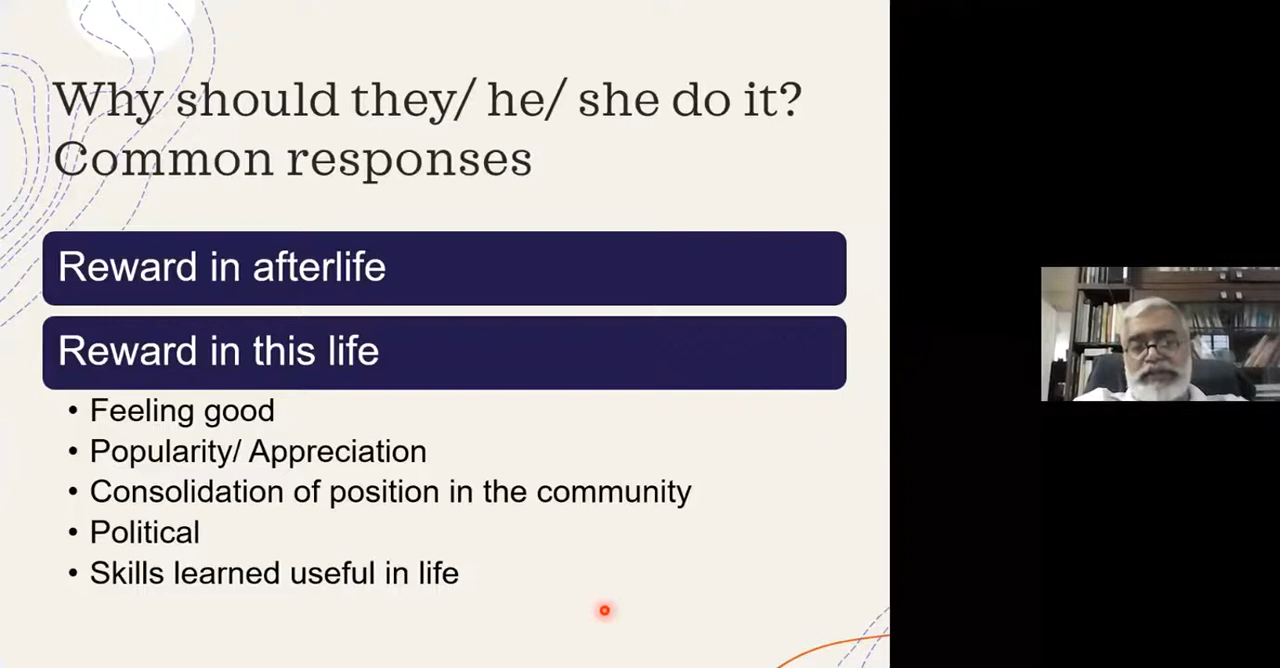 Why should they/ he/ she do it?
Common responses
Reward in afterlife
Reward in this life
• Feeling good
• Popularity/ Appreciation
• Consolidation of position in the community
• Political
• Skills learned useful in life